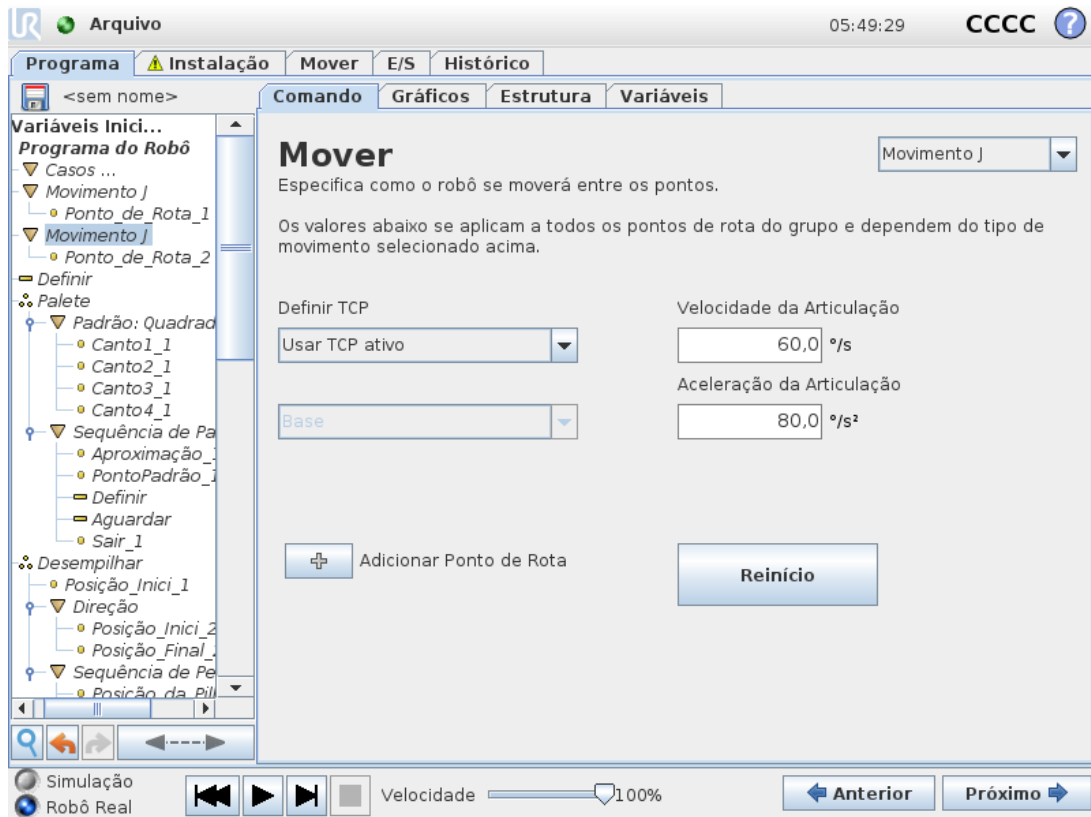 UR Arquivo 05:49:29 CCCC ?
Programa Instalação Mover E/S Histórico
<sem nome>
Comando Gráficos Estrutura Variáveis
Variáveis Inici...
Programa do Robô
Casos ...
Movimento J
Ponto_de_Rota_1
Movimento J
Ponto_de_Rota_2
Definir
Palete
Padrão: Quadrad
Canto1_1
Canto2_1
Canto3_1
Canto4_1
Sequência de Pa
Aproximação_1
PontoPadrão_1
Definir
Aguardar
Sair_1
Desempilhar
Posição_Inici_1
Direção
Posição_Inici_2
Posição_Final_2
Sequência de Pe
Posição_da_Pil
Mover
Movimento J
Especifica como o robô se moverá entre os pontos.
Os valores abaixo se aplicam a todos os pontos de rota do grupo e dependem do tipo de
movimento selecionado acima.
Definir TCP
Usar TCP ativo
Base
Velocidade da Articulação
60,0 °/s
Aceleração da Articulação
80,0 °/s²
Adicionar Ponto de Rota
Reinício
Simulação
Robô Real
Velocidade 100%
Anterior
Próximo